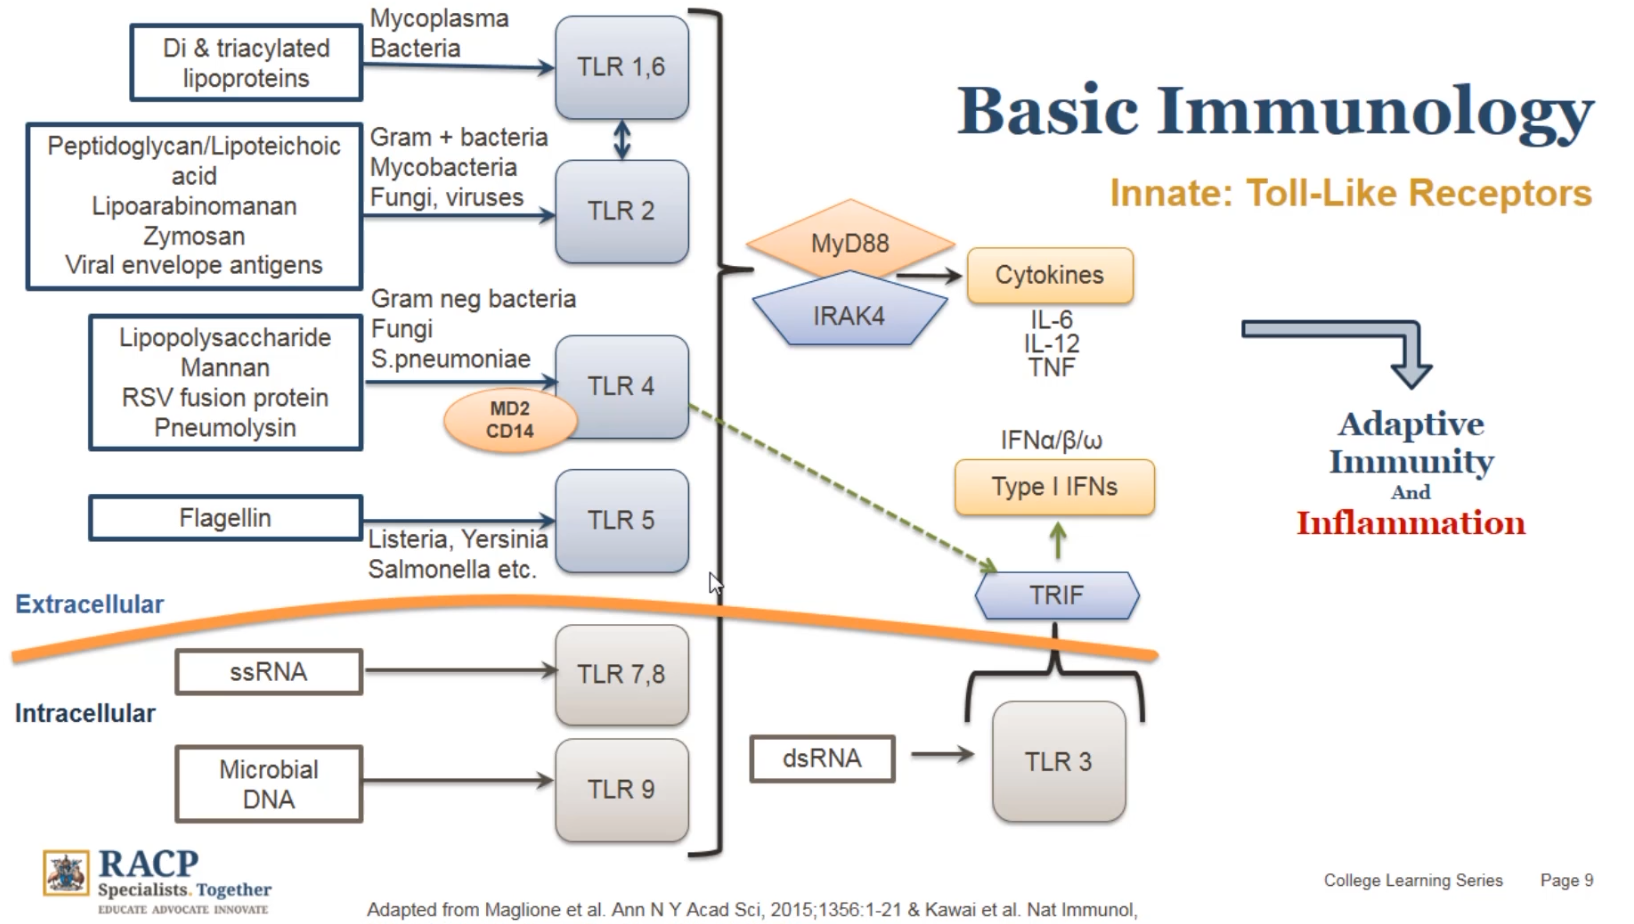 Basic Immunology
Innate: Toll-Like Receptors
Di & triacylated
lipoproteins
Mycoplasma
Bacteria
TLR 1,6
Peptidoglycan/Lipoteichoic
acid
Lipoarabinomanan
Zymosan
Viral envelope antigens
Gram + bacteria
Mycobacteria
Fungi, viruses
TLR 2
Lipopolysaccharide
Mannan
RSV fusion protein
Pneumolysin
Gram neg bacteria
Fungi
S.pneumoniae
MD2
CD14
TLR 4
Flagellin
Listeria, Yersinia
Salmonella etc.
TLR 5
Extracellular
Intracellular
ssRNA
TLR 7,8
Microbial
DNA
TLR 9
MyD88
IRAK4
Cytokines
IL-6
IL-12
TNF
IFNα/β/ω
Type I IFNs
TRIF
dsRNA
TLR 3
Adaptive
Immunity
And
Inflammation
RACP
Specialists. Together
EDUCATE ADVOCATE INNOVATE
Adapted from Maglione et al. Ann N Y Acad Sci, 2015;1356:1-21 & Kawai et al. Nat Immunol,
College Learning Series
Page 9